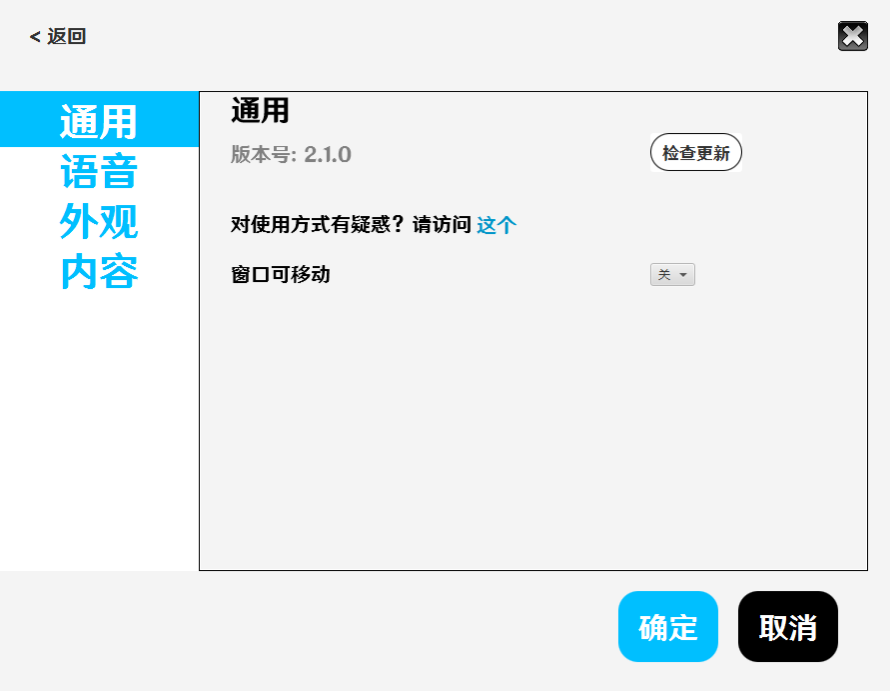 < 返回
通用
语音
外观
内容
通用
版本号: 2.1.0
检查更新
对使用方式有疑惑？请访问 这个
窗口可移动
关
确定
取消